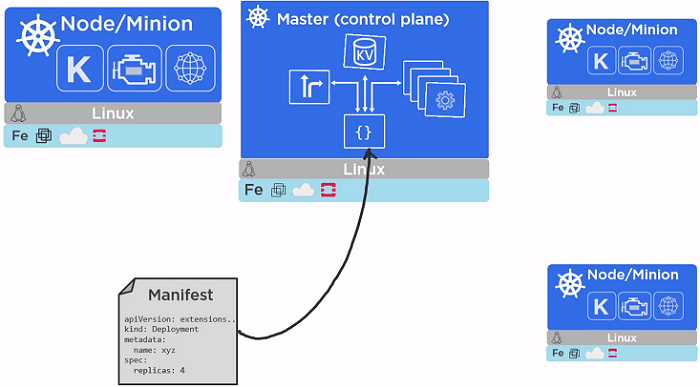 Node/Minion
K
Linux
Fe
Master (control plane)
KV
{}
Linux
Fe
Node/Minion
K
Linux
Fe
Manifest
apiVersion: extensions..
kind: Deployment
metadata:
name: xyz
spec:
replicas: 4
Node/Minion
K
Linux
Fe